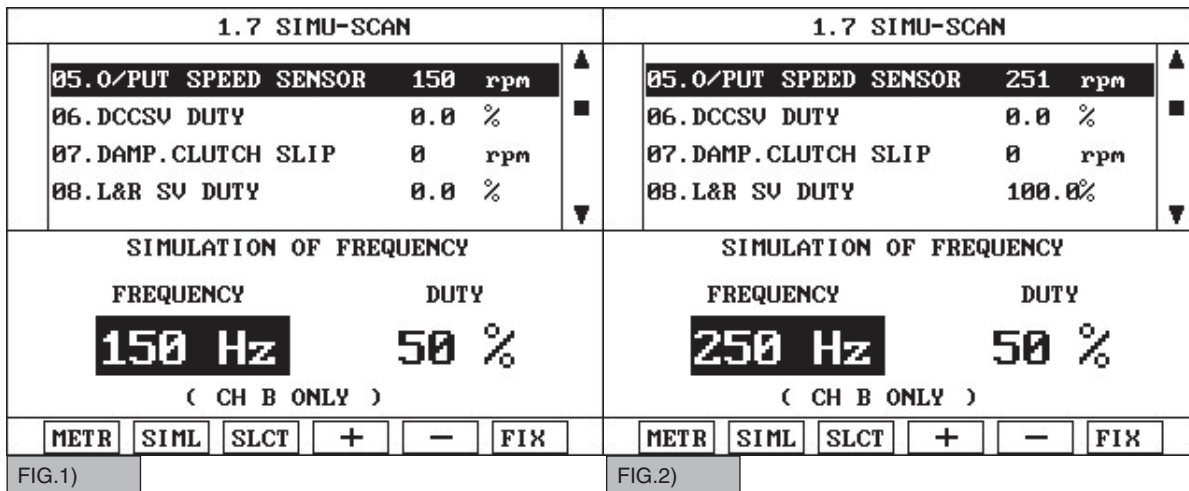 1.7 SIMU-SCAN
05.O/PUT SPEED SENSOR 150 rpm
06.DCCSV DUTY 0.0 %
07.DAMP.CLUTCH SLIP 0 rpm
08.L&R SV DUTY 0.0 %
SIMULATION OF FREQUENCY
FREQUENCY DUTY
150 Hz 50 %
( CH B ONLY )
METR SIML SLCT + — FIX
FIG.1)
1.7 SIMU-SCAN
05.O/PUT SPEED SENSOR 251 rpm
06.DCCSV DUTY 0.0 %
07.DAMP.CLUTCH SLIP 0 rpm
08.L&R SV DUTY 100.0%
SIMULATION OF FREQUENCY
FREQUENCY DUTY
250 Hz 50 %
( CH B ONLY )
METR SIML SLCT + — FIX
FIG.2)